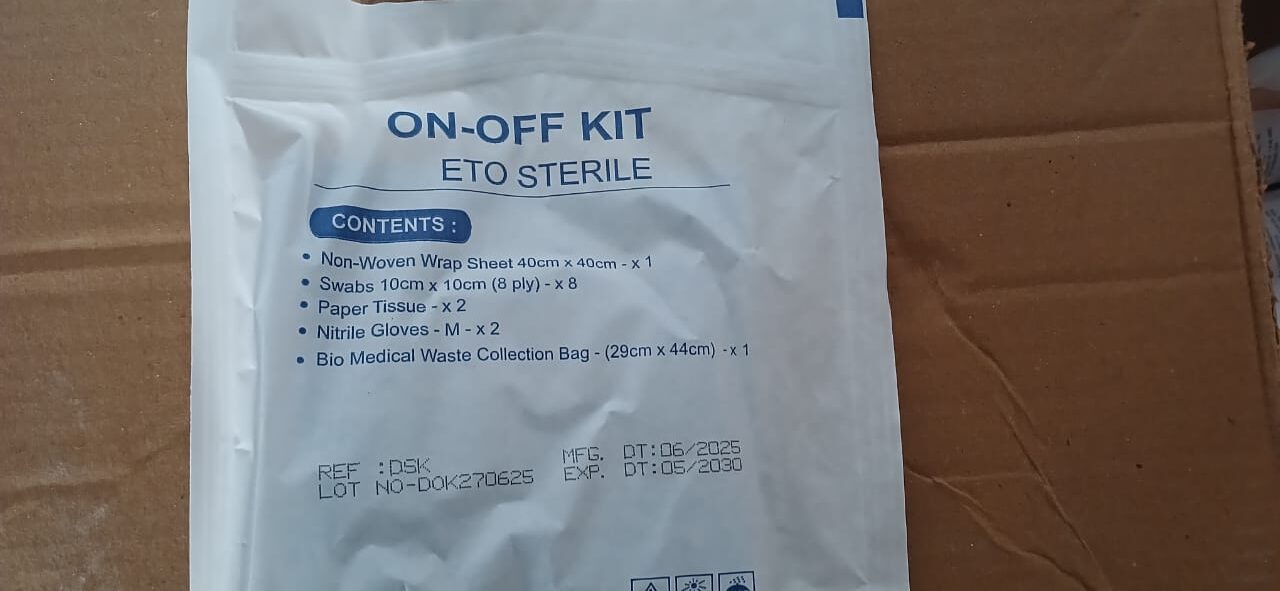 ON-OFF KIT
ETO STERILE
CONTENTS :
• Non-Woven Wrap Sheet 40cm x 40cm - x 1
• Swabs 10cm x 10cm (8 ply) - x 8
• Paper Tissue - x 2
• Nitrile Gloves - M - x 2
• Bio Medical Waste Collection Bag - (29cm x 44cm) - x 1
REF :DSK MFG. DT:06/2025
LOT NO-DOK270625 EXP. DT:05/2030